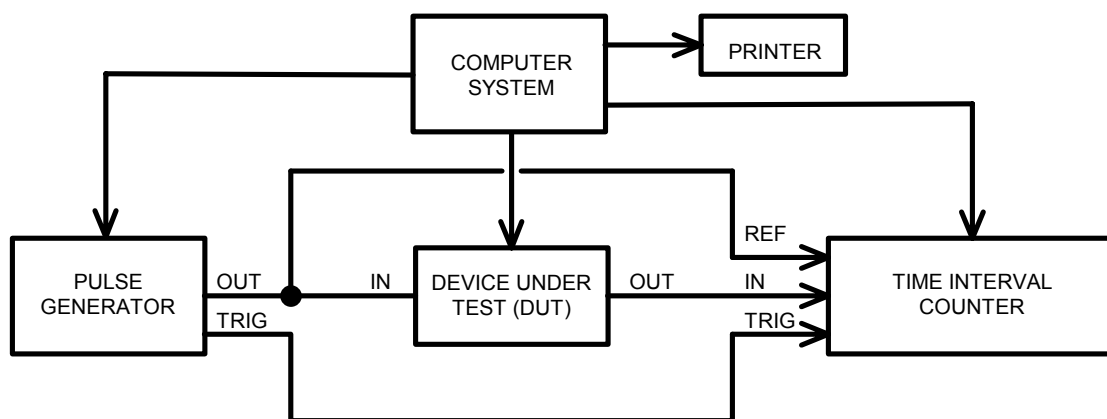 COMPUTER
SYSTEM
PRINTER
REF
PULSE
GENERATOR
OUT
IN
DEVICE UNDER
TEST (DUT)
OUT
IN
TIME INTERVAL
COUNTER
TRIG
TRIG